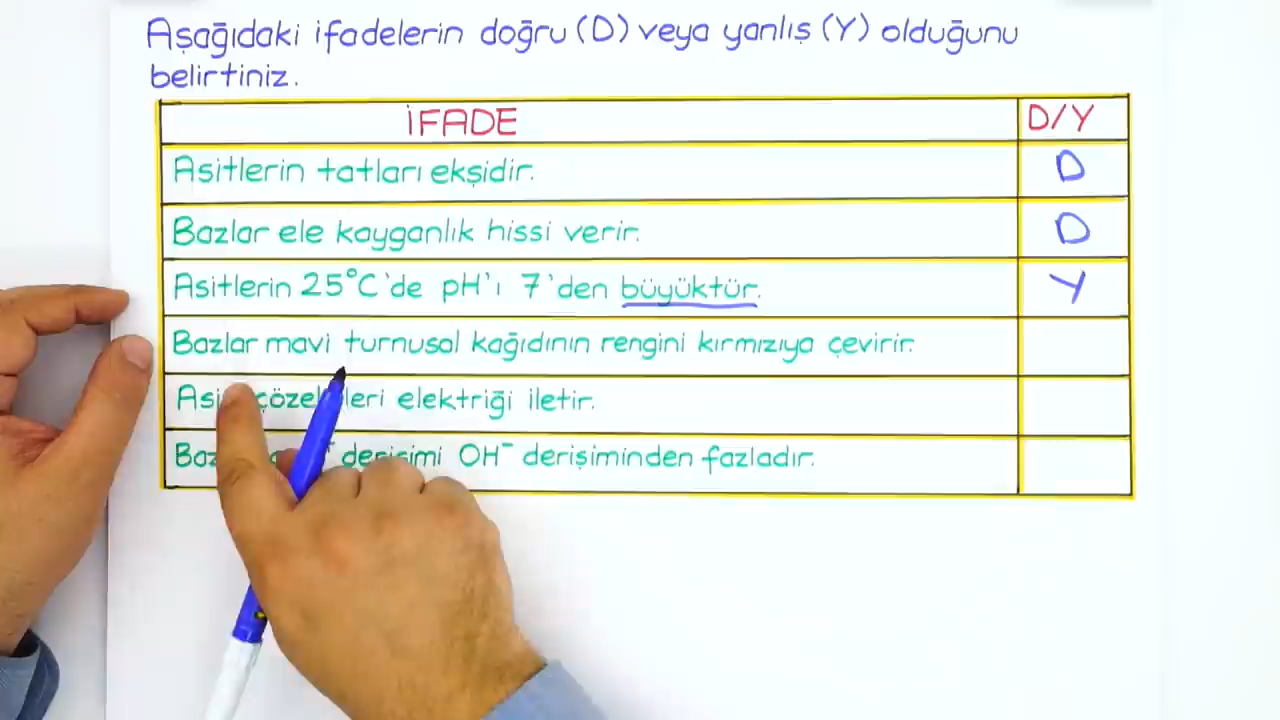 Aşağıdaki ifadelerin doğru (D) veya yanlış (Y) olduğunu
belirtiniz.
İFADE D/Y
Asitlerin tatları ekşidir. D
Bazlar ele kayganlık hissi verir. D
Asitlerin 25°C'de pH'ı 7'den büyüktür. Y
Bazlar mavi turnusol kağıdının rengini kırmızıya çevirir.
elektriği iletir.
derişimi OH⁻ derişiminden fazladır.